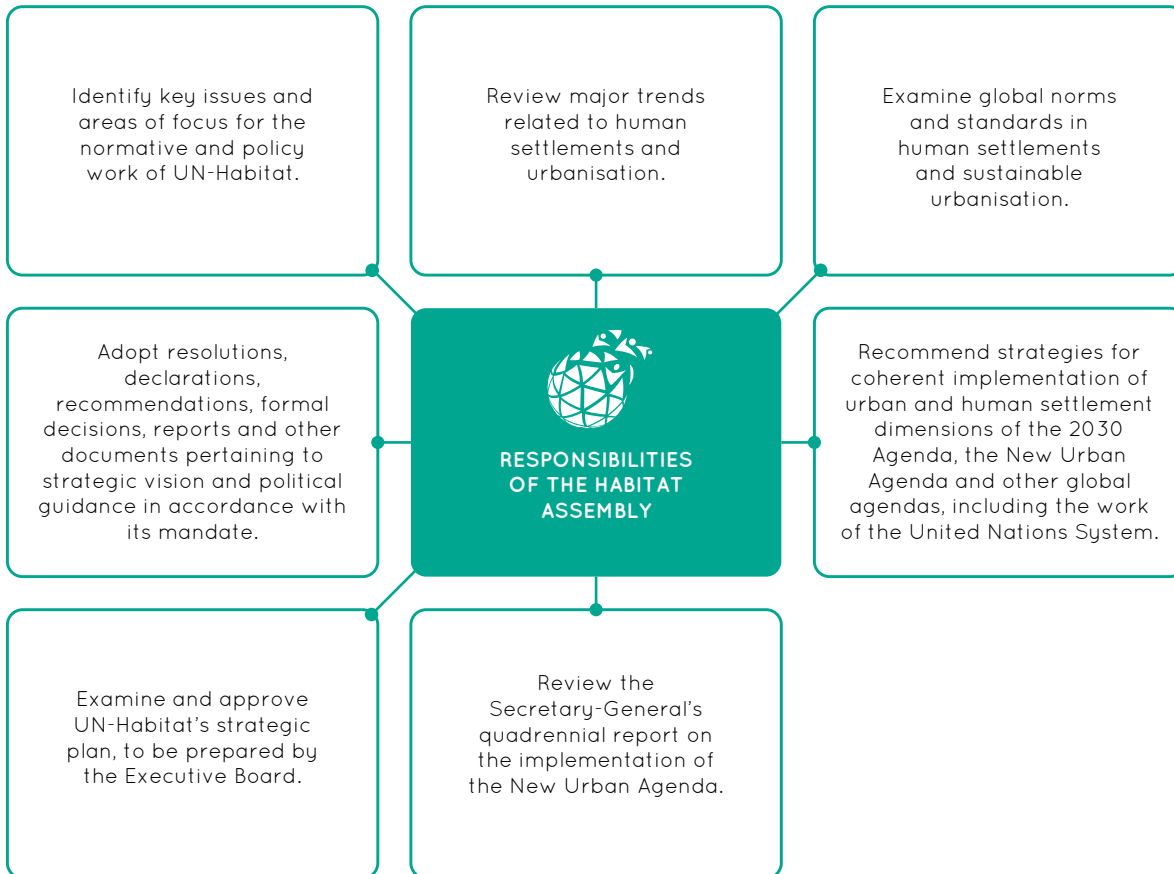 Identify key issues and
areas of focus for the
normative and policy
work of UN-Habitat.
Review major trends
related to human
settlements and
urbanisation.
Examine global norms
and standards in
human settlements
and sustainable
urbanisation.
Adopt resolutions,
declarations,
recommendations, formal
decisions, reports and other
documents pertaining to
strategic vision and political
guidance in accordance with
its mandate.
RESPONSIBILITIES
OF THE HABITAT
ASSEMBLY
Recommend strategies for
coherent implementation of
urban and human settlement
dimensions of the 2030
Agenda, the New Urban
Agenda and other global
agendas, including the work
of the United Nations System.
Examine and approve
UN-Habitat's strategic
plan, to be prepared by
the Executive Board.
Review the
Secretary-General's
quadrennial report on
the implementation of
the New Urban Agenda.